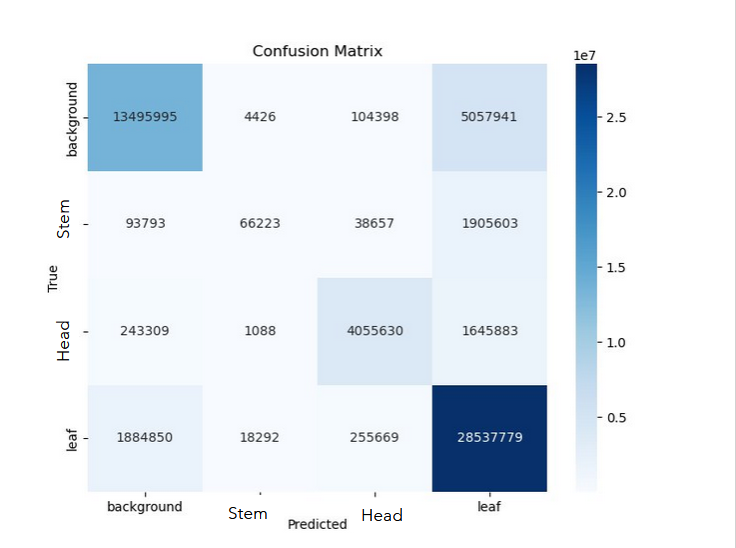 Confusion Matrix
1e7
background 13495995 4426 104398 5057941
2.5
Stem 93793 66223 38657 1905603
2.0
1.5
True
Head 243309 1088 4055630 1645883
1.0
0.5
leaf 1884850 18292 255669 28537779
background Stem Head leaf
Predicted